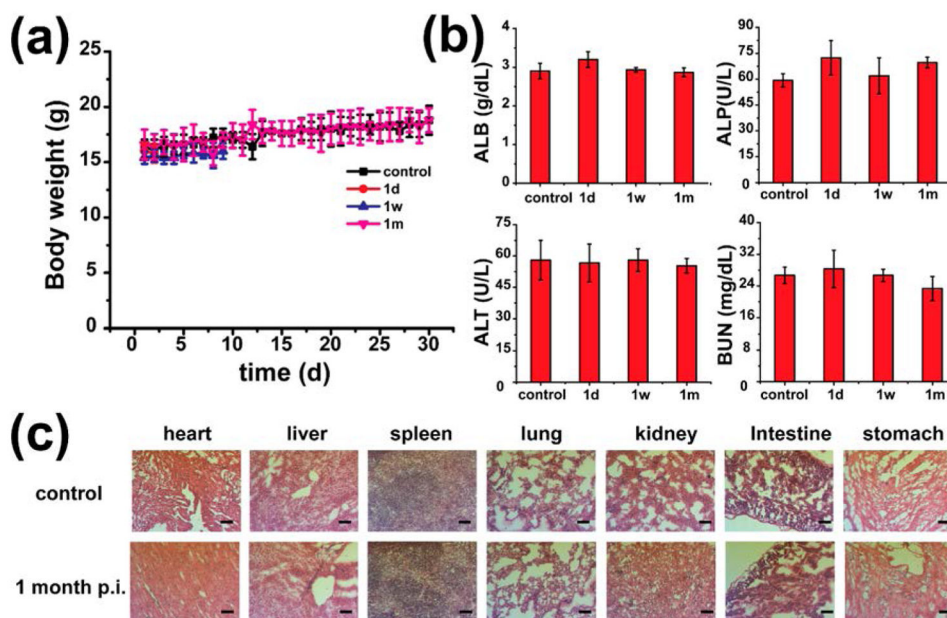 (a)
Body weight (g)
25
20
15
10
5
0
control
1d
1w
1m
0 5 10 15 20 25 30
time (d)
(b)
ALB (g/dL)
4
3
2
1
0
control 1d 1w 1m
ALP(U/L)
90
75
60
45
30
15
0
control 1d 1w 1m
ALT (U/L)
75
60
45
30
15
0
control 1d 1w 1m
BUN (mg/dL)
40
32
24
16
8
0
control 1d 1w 1m
(c)
heart liver spleen lung kidney Intestine stomach
control
1 month p.i.